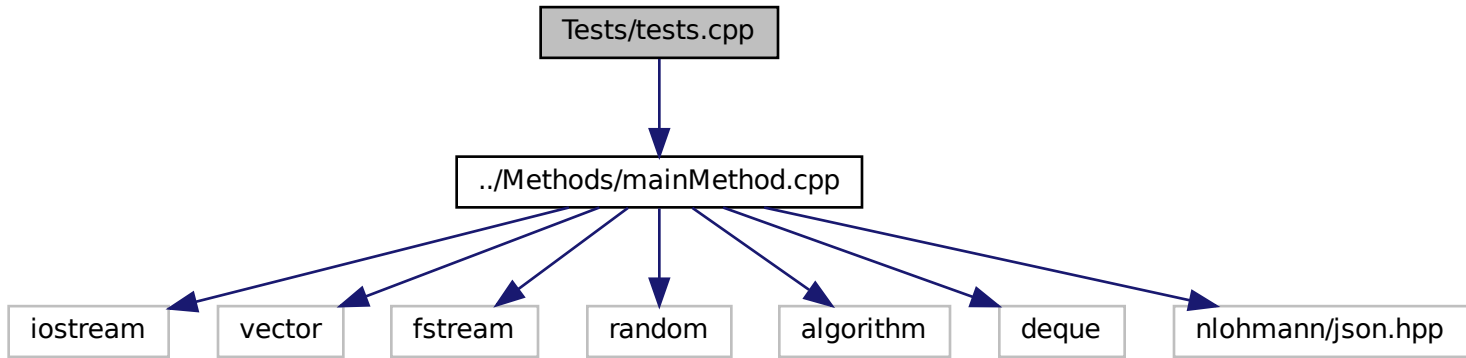 Tests/tests.cpp
../Methods/mainMethod.cpp
iostream
vector
fstream
random
algorithm
deque
nlohmann/json.hpp